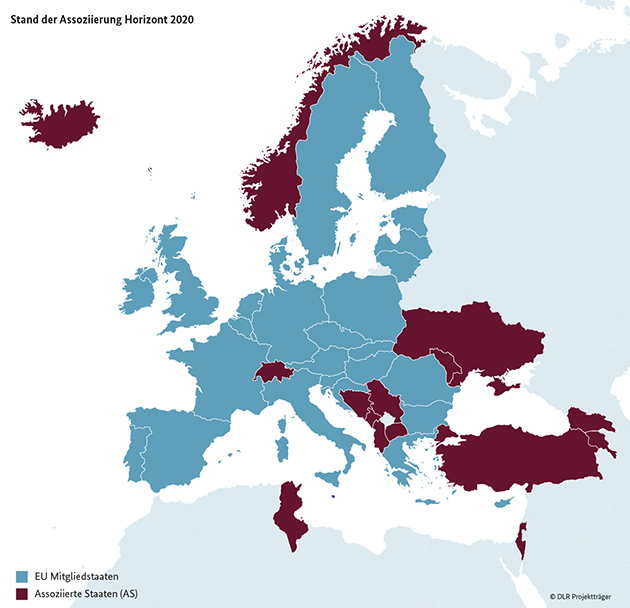 Stand der Assoziierung Horizont 2020
EU Mitgliedstaaten
Assoziierte Staaten (AS)
© DLR Projektträger